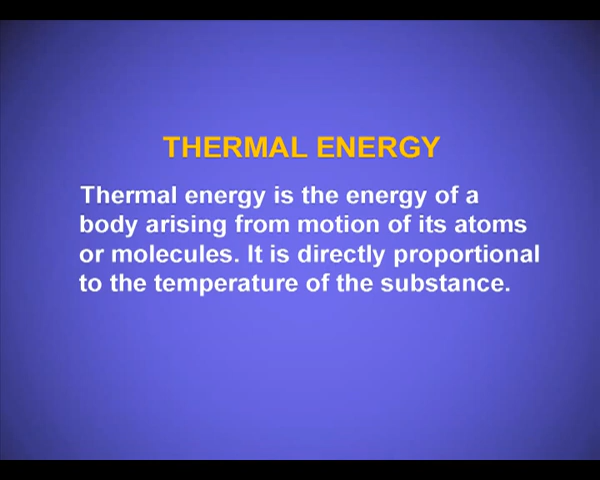 THERMAL ENERGY
Thermal energy is the energy of a
body arising from motion of its atoms
or molecules. It is directly proportional
to the temperature of the substance.